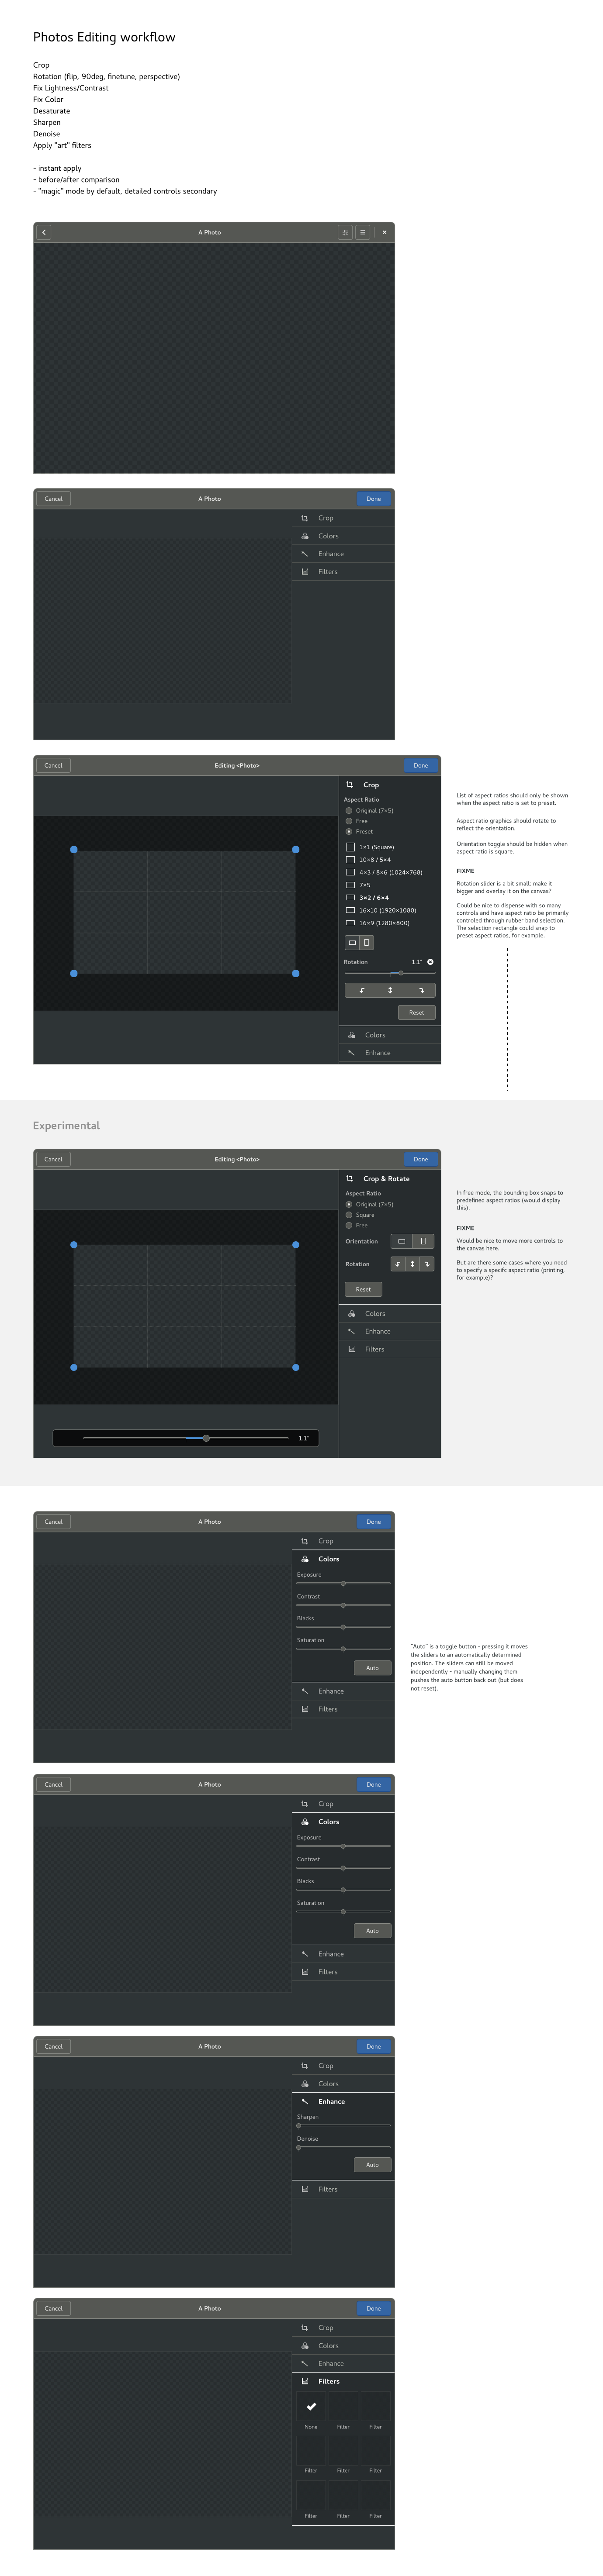 Photos Editing workflow
Crop
Rotation (flip, 90deg, finetune, perspective)
Fix Lightness/Contrast
Fix Color
Desaturate
Sharpen
Denoise
Apply "art" filters
- instant apply
- before/after comparison
- "magic" mode by default, detailed controls secondary
A Photo
Cancel
A Photo
Done
Crop
Colors
Enhance
Filters
Cancel
Editing <Photo>
Done
Crop
Aspect Ratio
Original (7×5)
Free
Preset
1×1 (Square)
10×8 / 5×4
4×3 / 8×6 (1024×768)
7×5
3×2 / 6×4
16×10 (1920×1080)
16×9 (1280×800)
Rotation 1.1°
Reset
Colors
Enhance
List of aspect ratios should only be shown
when the aspect ratio is set to preset.
Aspect ratio graphics should rotate to
reflect the orientation.
Orientation toggle should be hidden when
aspect ratio is square.
FIXME
Rotation slider is a bit small: make it
bigger and overlay it on the canvas?
Could be nice to dispense with so many
controls and have aspect ratio be primarily
controled through rubber band selection.
The selection rectangle could snap to
preset aspect ratios, for example.
Experimental
Cancel
Editing <Photo>
Done
Crop & Rotate
Aspect Ratio
Original (7×5)
Square
Free
Orientation
Rotation
Reset
Colors
Enhance
Filters
1.1°
In free mode, the bounding box snaps to
predefined aspect ratios (would display
this).
FIXME
Would be nice to move more controls to
the canvas here.
But are there some cases where you need
to specify a specifc aspect ratio (printing,
for example)?
Cancel
A Photo
Done
Crop
Colors
Exposure
Contrast
Blacks
Saturation
Auto
Enhance
Filters
"Auto" is a toggle button - pressing it moves
the sliders to an automatically determined
position. The sliders can still be moved
independently - manually changing them
pushes the auto button back out (but does
not reset).
Cancel
A Photo
Done
Crop
Colors
Exposure
Contrast
Blacks
Saturation
Auto
Enhance
Filters
Cancel
A Photo
Done
Crop
Colors
Enhance
Sharpen
Denoise
Auto
Filters
Cancel
A Photo
Done
Crop
Colors
Enhance
Filters
None Filter Filter
Filter Filter Filter
Filter Filter Filter